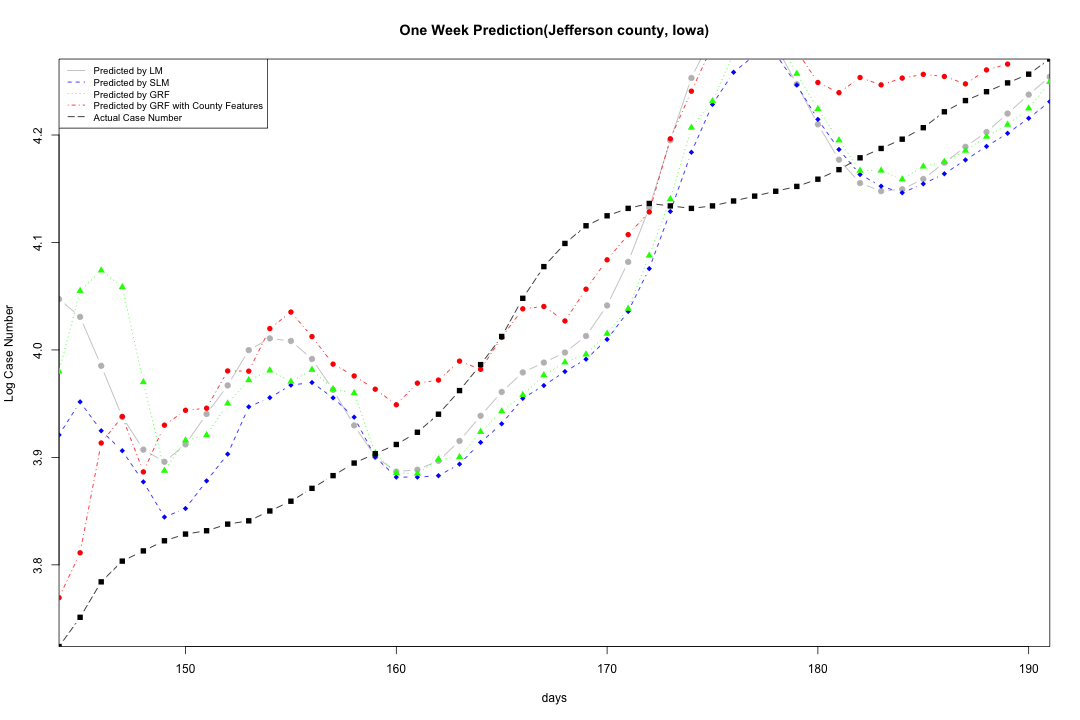 One Week Prediction(Jefferson county, Iowa)
Predicted by LM
Predicted by SLM
Predicted by GRF
Predicted by GRF with County Features
Actual Case Number
Log Case Number
4.2
4.1
4.0
3.9
3.8
150 160 170 180 190
days